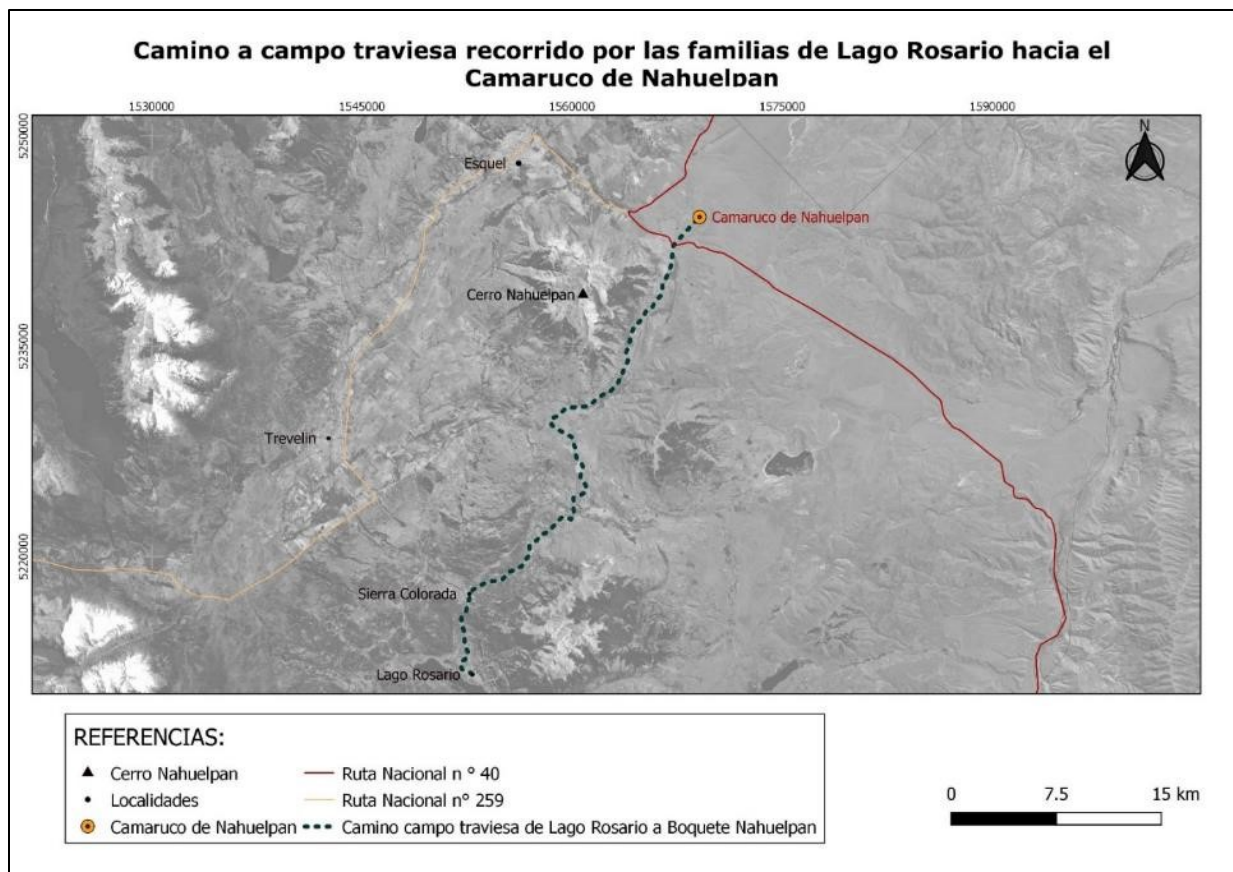 Camino a campo traviesa recorrido por las familias de Lago Rosario hacia el
Camaruco de Nahuelpan
1530000
1545000
1560000
1575000
1590000
5250000
5235000
5220000
N
Esquel
Camaruco de Nahuelpan
Cerro Nahuelpan
Trevelin
Sierra Colorada
Lago Rosario
REFERENCIAS:
Cerro Nahuelpan
Localidades
Camaruco de Nahuelpan
Ruta Nacional n ° 40
Ruta Nacional n° 259
Camino campo traviesa de Lago Rosario a Boquete Nahuelpan
0 7.5 15 km